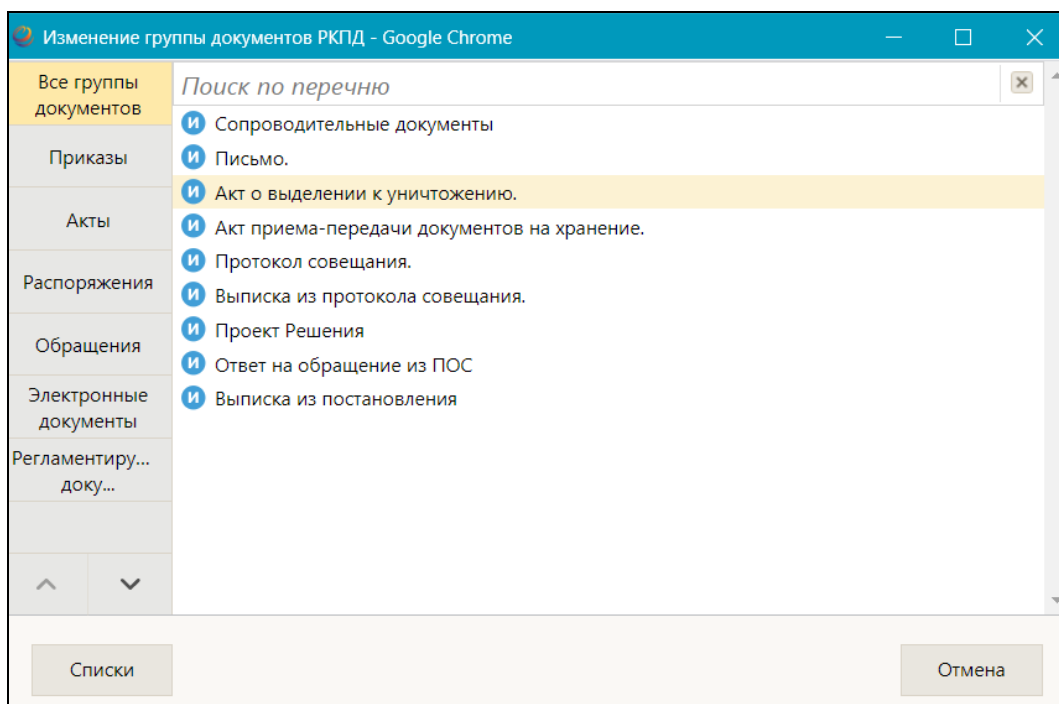 Изменение группы документов РКПД - Google Chrome
Все группы
документов
Приказы
Акты
Распоряжения
Обращения
Электронные
документы
Регламентиру...
доку...
Поиск по перечню
И Сопроводительные документы
И Письмо.
И Акт о выделении к уничтожению.
И Акт приема-передачи документов на хранение.
И Протокол совещания.
И Выписка из протокола совещания.
И Проект Решения
И Ответ на обращение из ПОС
И Выписка из постановления
Списки
Отмена